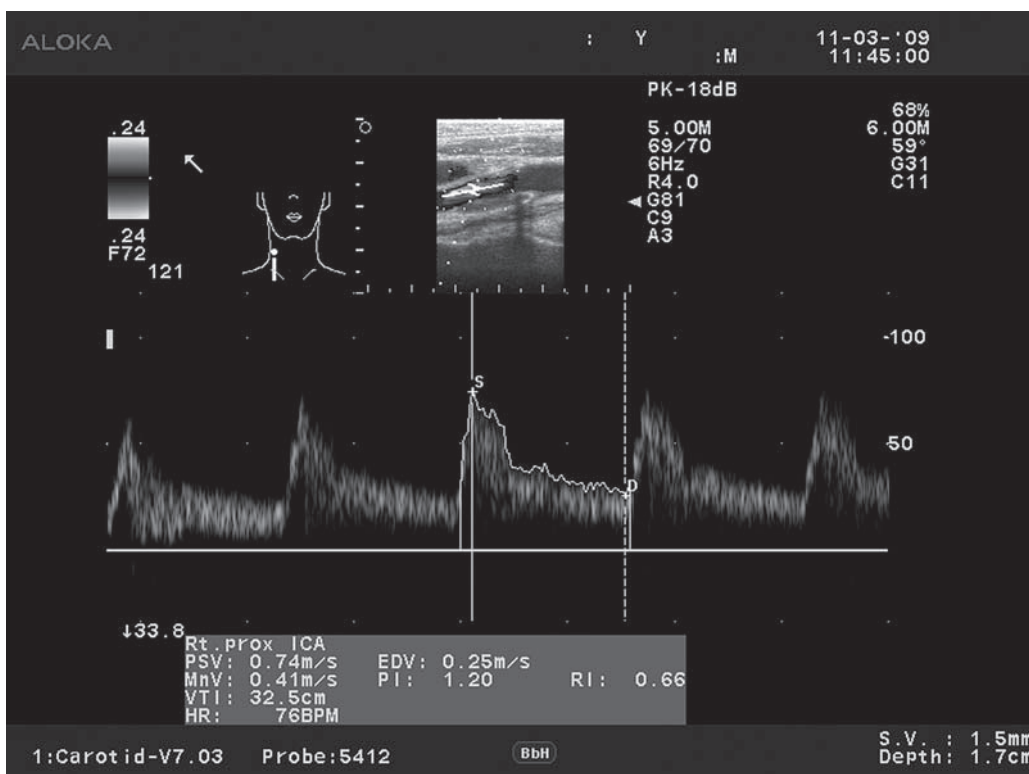 ALOKA
: Y
:M
11-03-'09
11:45:00
PK-18dB
5.00M
69/70
6Hz
R4.0
G81
C9
A3
68%
6.00M
59°
G31
C11
.24
.24
F72
121
-100
S
50
D
↓33.8
Rt.prox ICA
PSV: 0.74m/s EDV: 0.25m/s
MnV: 0.41m/s PI: 1.20 RI: 0.66
VTI: 32.5cm
HR: 76BPM
1:Carotid-V7.03 Probe:5412 BbH
S.V. : 1.5mm
Depth: 1.7cm